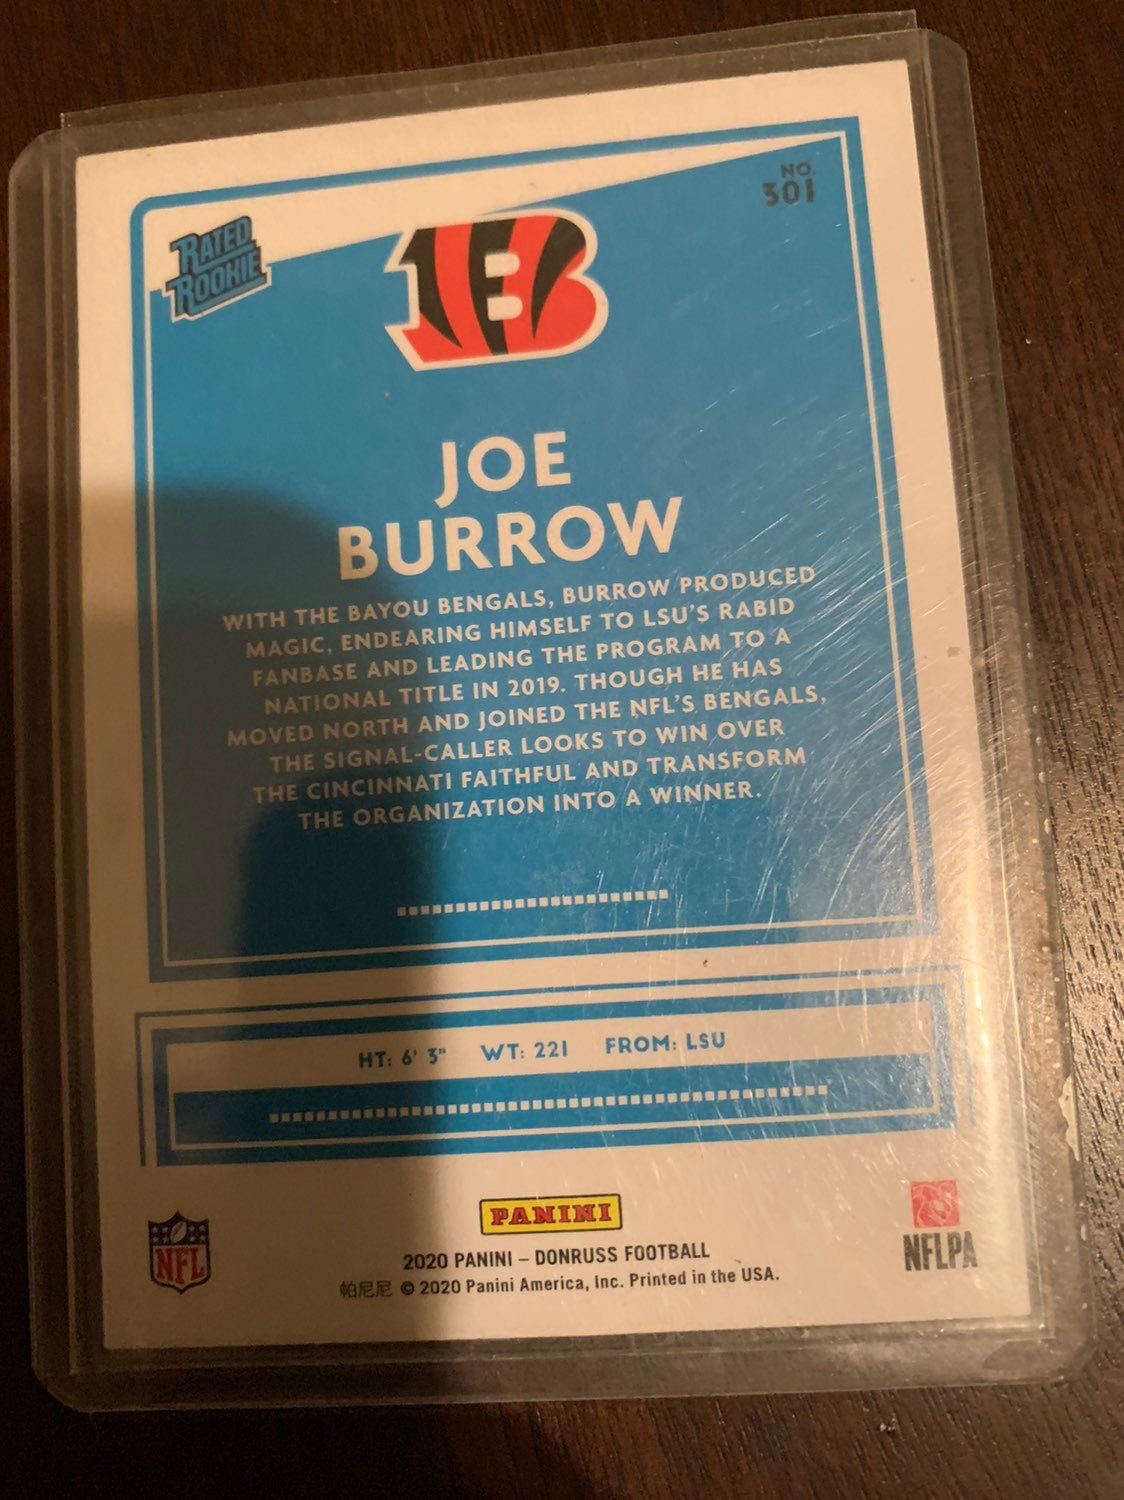 NO.
301
RATED
ROOKIE
B
JOE
BURROW
WITH THE BAYOU BENGALS, BURROW PRODUCED
MAGIC, ENDEARING HIMSELF TO LSU'S RABID
FANBASE AND LEADING THE PROGRAM TO A
NATIONAL TITLE IN 2019. THOUGH HE HAS
MOVED NORTH AND JOINED THE NFL'S BENGALS,
THE SIGNAL-CALLER LOOKS TO WIN OVER
THE CINCINNATI FAITHFUL AND TRANSFORM
THE ORGANIZATION INTO A WINNER.
HT: 6' 3" WT: 221 FROM: LSU
NFL
PANINI
NFLPA
2020 PANINI – DONRUSS FOOTBALL
帕尼尼 © 2020 Panini America, Inc. Printed in the USA.